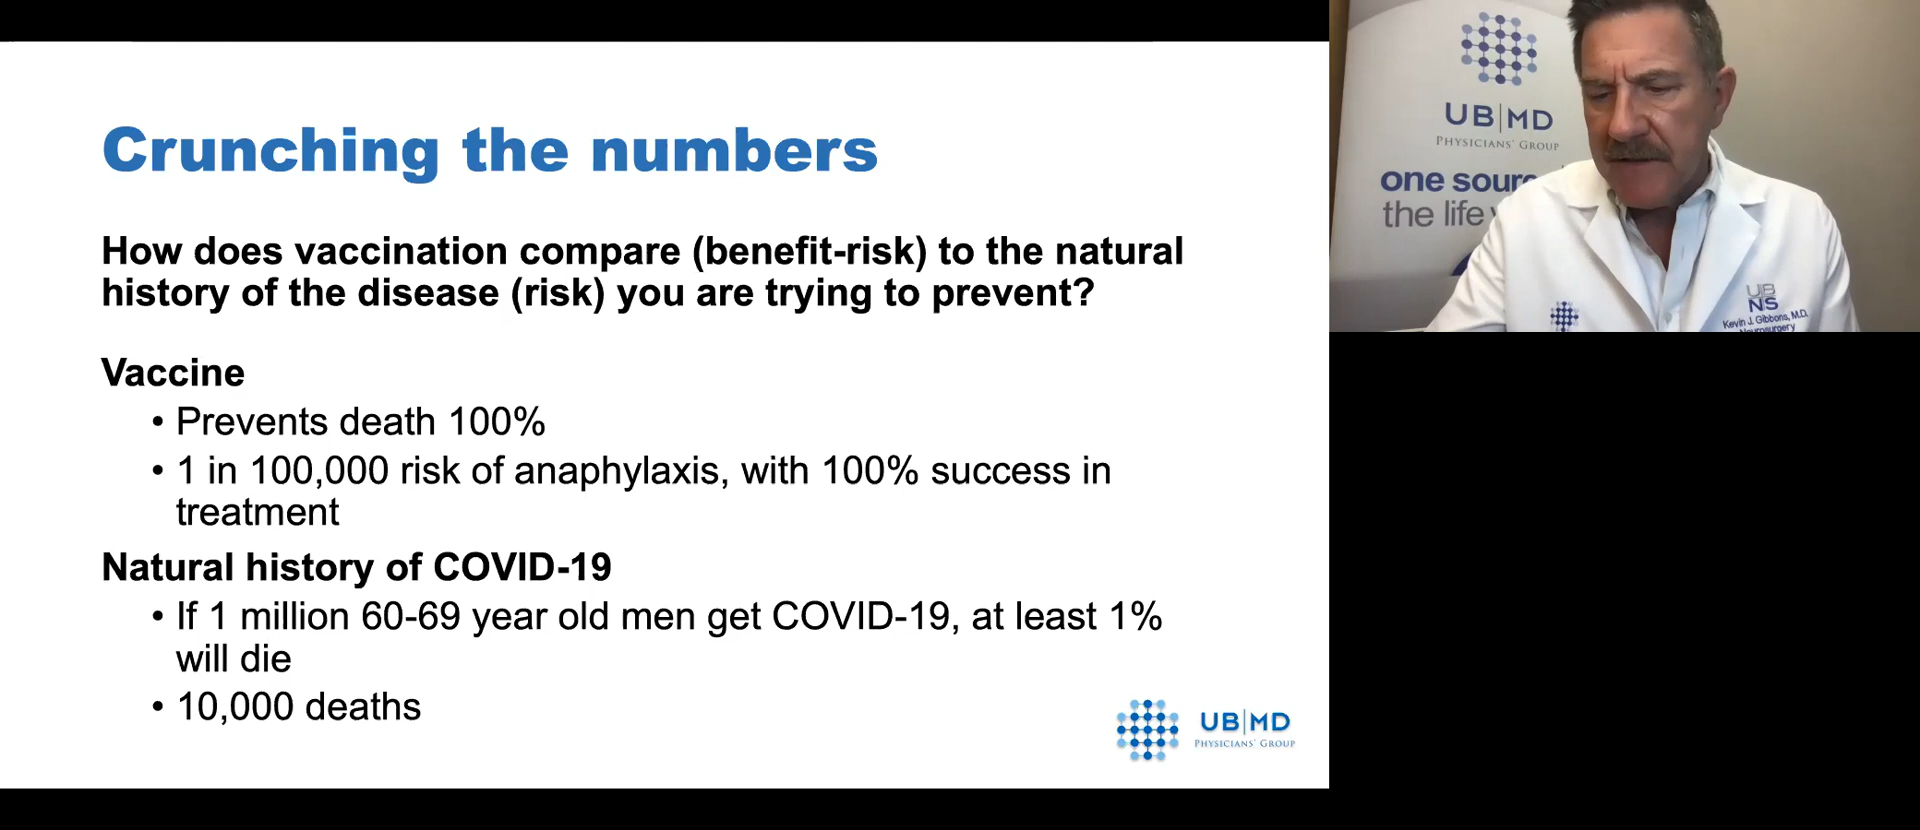 Crunching the numbers
How does vaccination compare (benefit-risk) to the natural
history of the disease (risk) you are trying to prevent?
Vaccine
• Prevents death 100%
• 1 in 100,000 risk of anaphylaxis, with 100% success in
treatment
Natural history of COVID-19
• If 1 million 60-69 year old men get COVID-19, at least 1%
will die
• 10,000 deaths
UB|MD
PHYSICIANS' GROUP
UB|MD
PHYSICIANS' GROUP
one sour
the life
UB
NS
Kevin J. Gibbons, M.D.
Neurosurgery